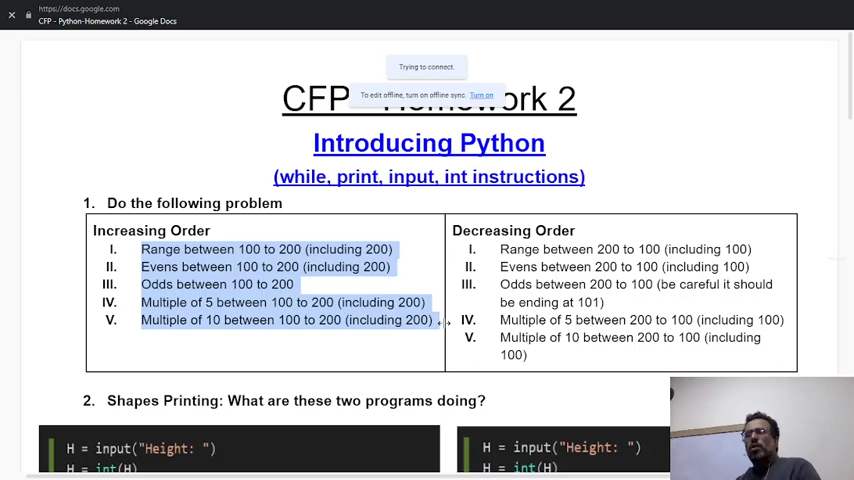 https://docs.google.com
CFP - Python-Homework 2 - Google Docs
Trying to connect.
To edit offline, turn on offline sync. Turn on
CFP Homework 2
Introducing Python
(while, print, input, int instructions)
1. Do the following problem
Increasing Order
I. Range between 100 to 200 (including 200)
II. Evens between 100 to 200 (including 200)
III. Odds between 100 to 200
IV. Multiple of 5 between 100 to 200 (including 200)
V. Multiple of 10 between 100 to 200 (including 200)
Decreasing Order
I. Range between 200 to 100 (including 100)
II. Evens between 200 to 100 (including 100)
III. Odds between 200 to 100 (be careful it should
be ending at 101)
IV. Multiple of 5 between 200 to 100 (including 100)
V. Multiple of 10 between 200 to 100 (including
100)
2. Shapes Printing: What are these two programs doing?
H = input("Height: ")
H = int(H)
H = input("Height: ")
H = int(H)